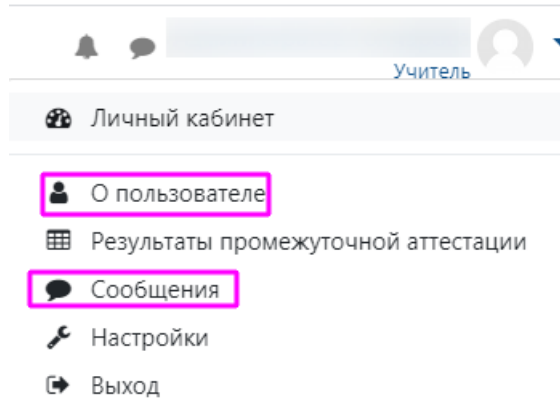 Учитель
Личный кабинет
О пользователе
Результаты промежуточной аттестации
Сообщения
Настройки
Выход